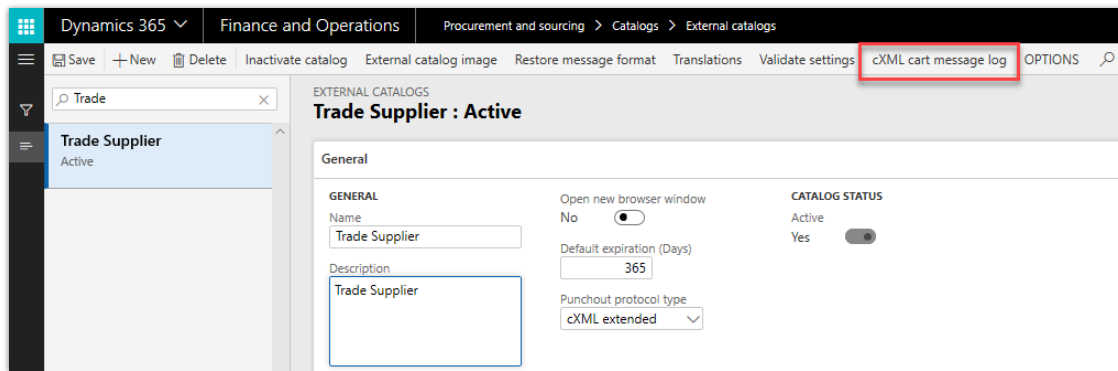 Dynamics 365 Finance and Operations Procurement and sourcing > Catalogs > External catalogs
Save New Delete Inactivate catalog External catalog image Restore message format Translations Validate settings cXML cart message log OPTIONS
Trade
Trade Supplier
Active
EXTERNAL CATALOGS
Trade Supplier : Active
General
GENERAL
Name
Trade Supplier
Description
Trade Supplier
Open new browser window
No
Default expiration (Days)
365
Punchout protocol type
cXML extended
CATALOG STATUS
Active
Yes